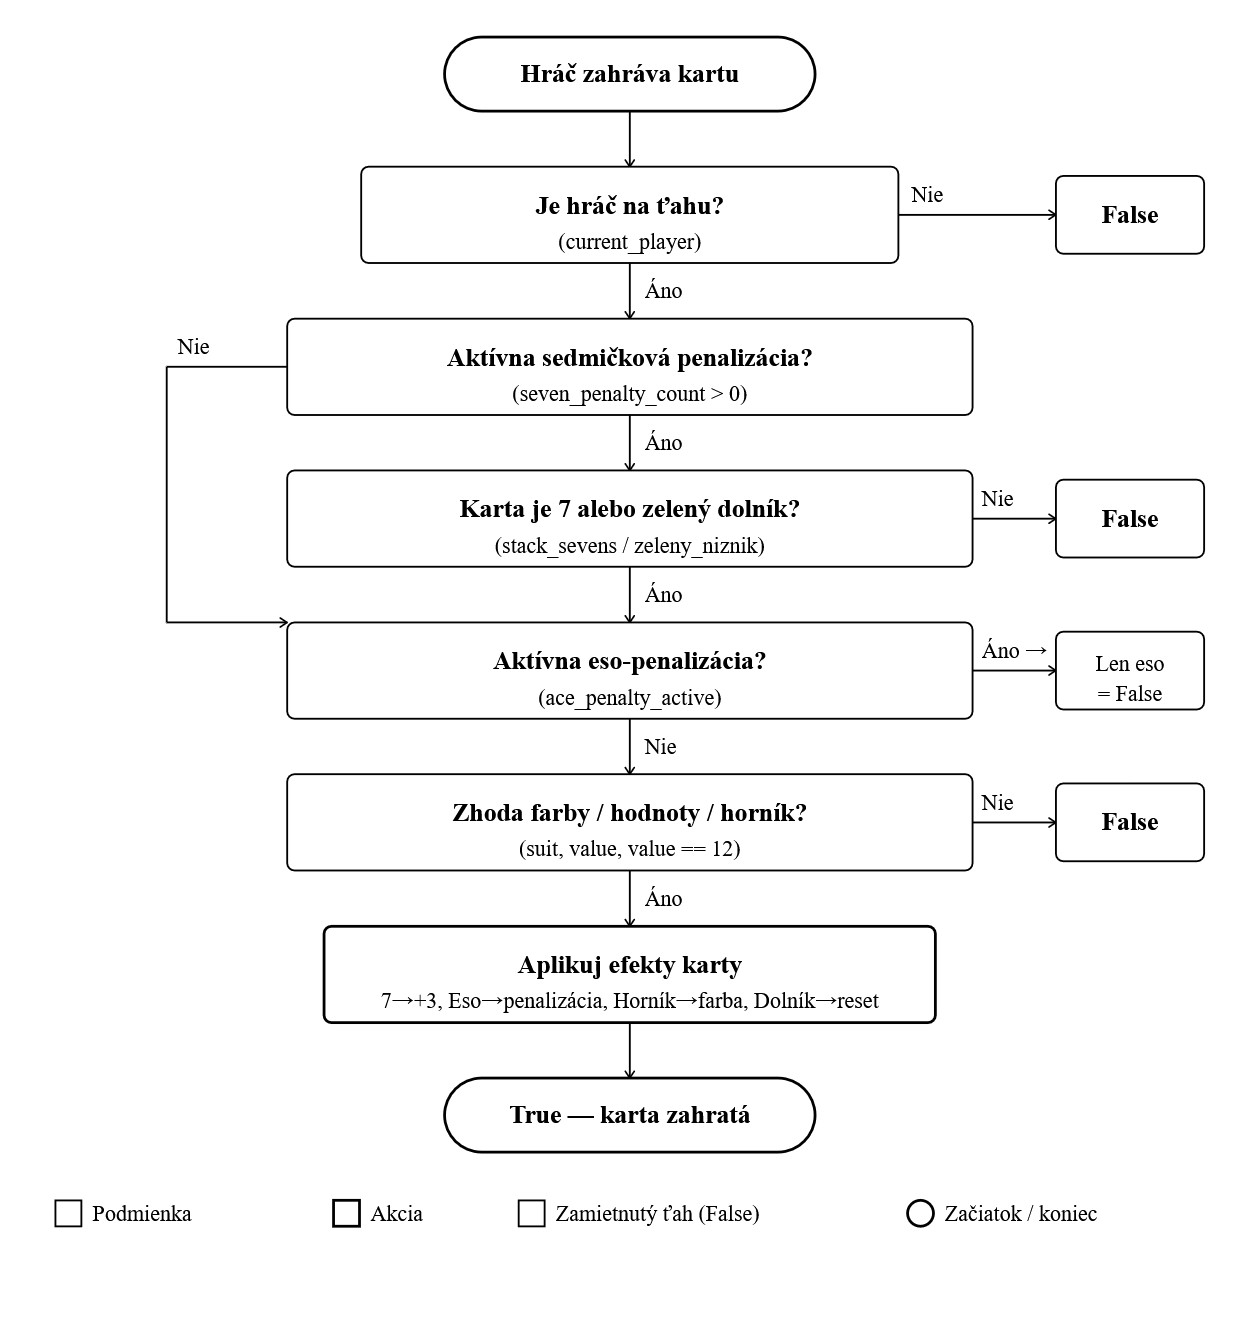 Hráč zahráva kartu
Je hráč na ťahu?
(current_player)
Nie
False
Áno
Nie
Aktívna sedmičková penalizácia?
(seven_penalty_count > 0)
Áno
Karta je 7 alebo zelený dolník?
(stack_sevens / zeleny_niznik)
Nie
False
Áno
Aktívna eso-penalizácia?
(ace_penalty_active)
Áno →
Len eso
= False
Nie
Zhoda farby / hodnoty / horník?
(suit, value, value == 12)
Nie
False
Áno
Aplikuj efekty karty
7→+3, Eso→penalizácia, Horník→farba, Dolník→reset
True — karta zahratá
Podmienka
Akcia
Zamietnutý ťah (False)
Začiatok / koniec